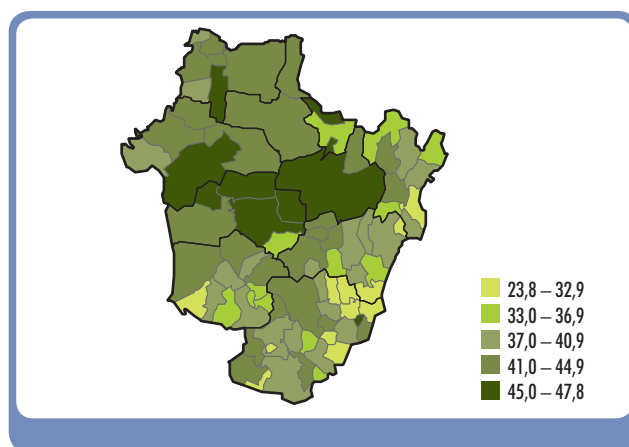 23,8 – 32,9
33,0 – 36,9
37,0 – 40,9
41,0 – 44,9
45,0 – 47,8